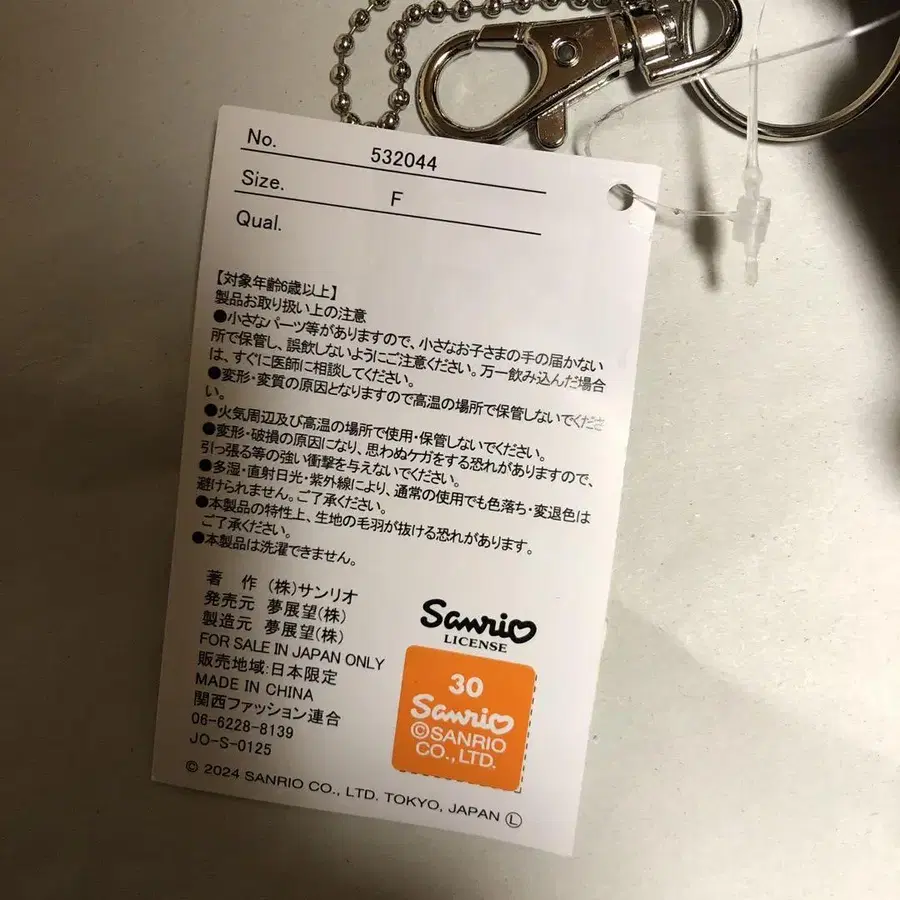 No. 532044
Size. F
Qual.
【対象年齢6歳以上】
製品お取り扱い上の注意
●小さなパーツ等がありますので、小さなお子さまの手の届かない
所で保管し、誤飲しないようにご注意ください。万一飲み込んだ場合
は、すぐに医師に相談してください。
●変形・変質の原因となりますので高温の場所で保管しないでくださ
い。
●火気周辺及び高温の場所で使用・保管しないでください。
●変形・破損の原因になり、思わぬケガをする恐れがありますので、
引っ張る等の強い衝撃を与えないでください。
●多湿・直射日光・紫外線により、通常の使用でも色落ち・変退色は
避けられません。ご了承ください。
●本製品の特性上、生地の毛羽が抜ける恐れがあります。
ご了承ください。
●本製品は洗濯できません。
著 作 (株)サンリオ
発売元 夢展望(株)
製造元 夢展望(株)
FOR SALE IN JAPAN ONLY
販売地域:日本限定
MADE IN CHINA
関西ファッション連合
06-6228-8139
JO-S-0125
Sanrio
LICENSE
30
Sanrio
©SANRIO
CO., LTD.
© 2024 SANRIO CO., LTD. TOKYO, JAPAN Ⓛ